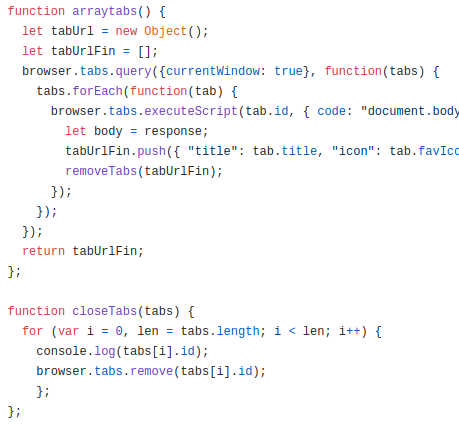 function arraytabs() {
  let tabUrl = new Object();
  let tabUrlFin = [];
  browser.tabs.query({currentWindow: true}, function(tabs) {
    tabs.forEach(function(tab) {
      browser.tabs.executeScript(tab.id, { code: "document.body
        let body = response;
        tabUrlFin.push({ "title": tab.title, "icon": tab.favIc
        removeTabs(tabUrlFin);
      });
    });
  });
  return tabUrlFin;
};

function closeTabs(tabs) {
  for (var i = 0, len = tabs.length; i < len; i++) {
    console.log(tabs[i].id);
    browser.tabs.remove(tabs[i].id);
    };
};